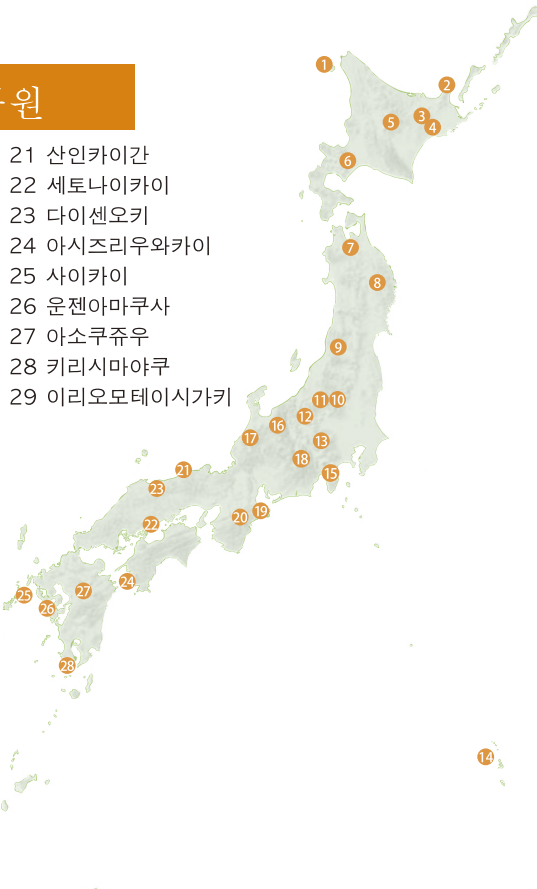 원
21 산인카이간
22 세토나이카이
23 다이센오키
24 아시즈리우와카이
25 사이카이
26 운젠아마쿠사
27 아소쿠쥬우
28 키리시마야쿠
29 이리오모테이시가키
1
2
3
4
5
6
7
8
9
11 10
12
16
17
13
18
15
21
23
19
20
22
24
27
25
26
28
14